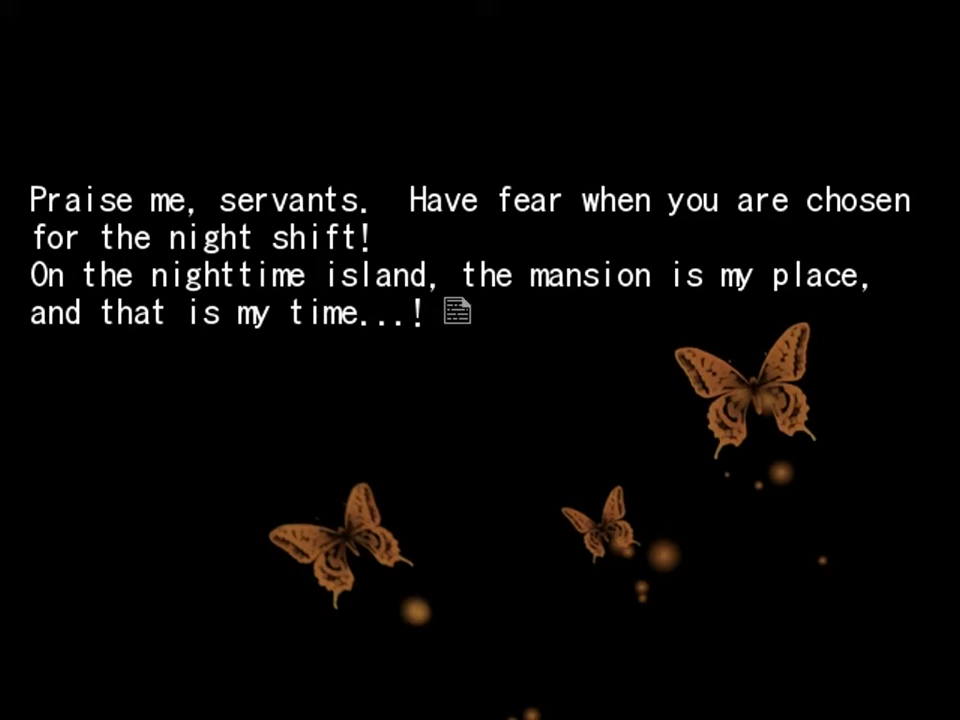 Praise me, servants.  Have fear when you are chosen
for the night shift!
On the nighttime island, the mansion is my place,
and that is my time...!